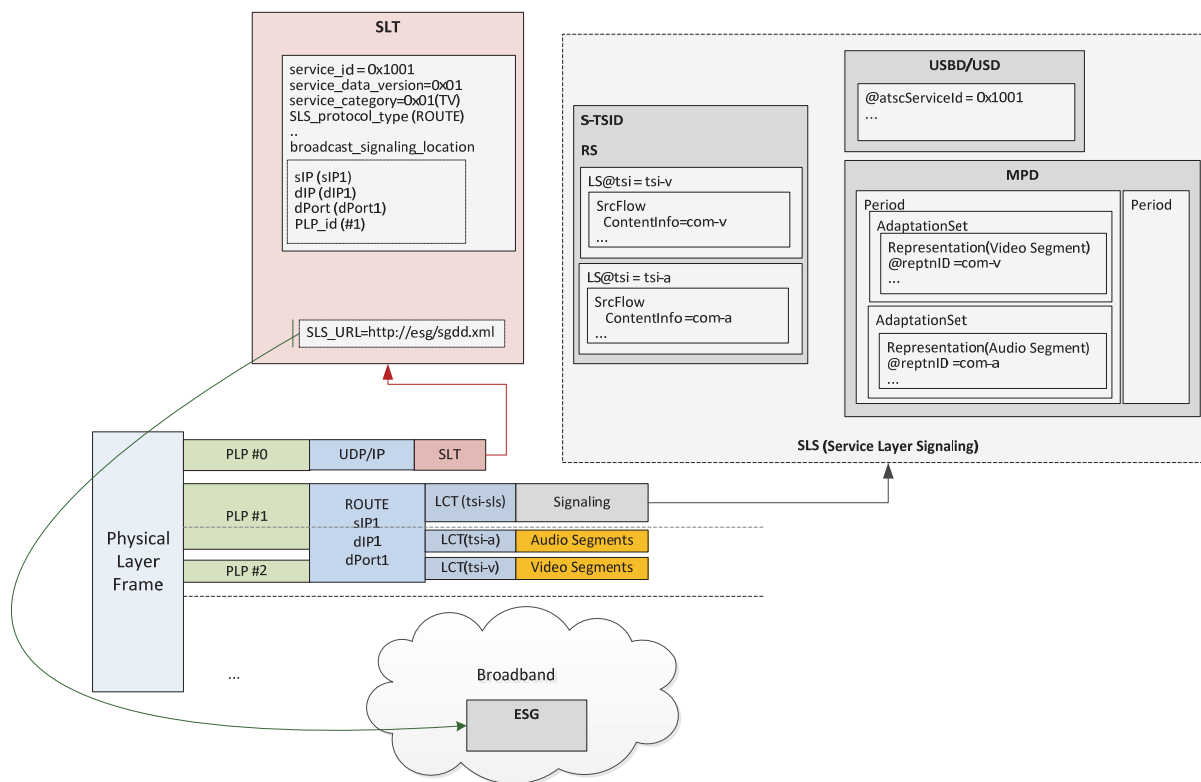 SLT
service_id = 0x1001
service_data_version=0x01
service_category=0x01(TV)
SLS_protocol_type (ROUTE)
..
broadcast_signaling_location
sIP (sIP1)
dIP (dIP1)
dPort (dPort1)
PLP_id (#1)
SLS_URL=http://esg/sgdd.xml
S-TSID
RS
LS@tsi = tsi-v
SrcFlow
ContentInfo=com-v
...
LS@tsi = tsi-a
SrcFlow
ContentInfo=com-a
...
USBD/USD
@atscServiceId = 0x1001
...
MPD
Period
AdaptationSet
Representation(Video Segment)
@reptnID =com-v
...
AdaptationSet
Representation(Audio Segment)
@reptnID =com-a
...
Period
SLS (Service Layer Signaling)
Physical
Layer
Frame
PLP #0
UDP/IP
SLT
PLP #1
ROUTE
sIP1
dIP1
dPort1
LCT (tsi-sls)
Signaling
LCT(tsi-a)
Audio Segments
PLP #2
LCT(tsi-v)
Video Segments
...
Broadband
ESG